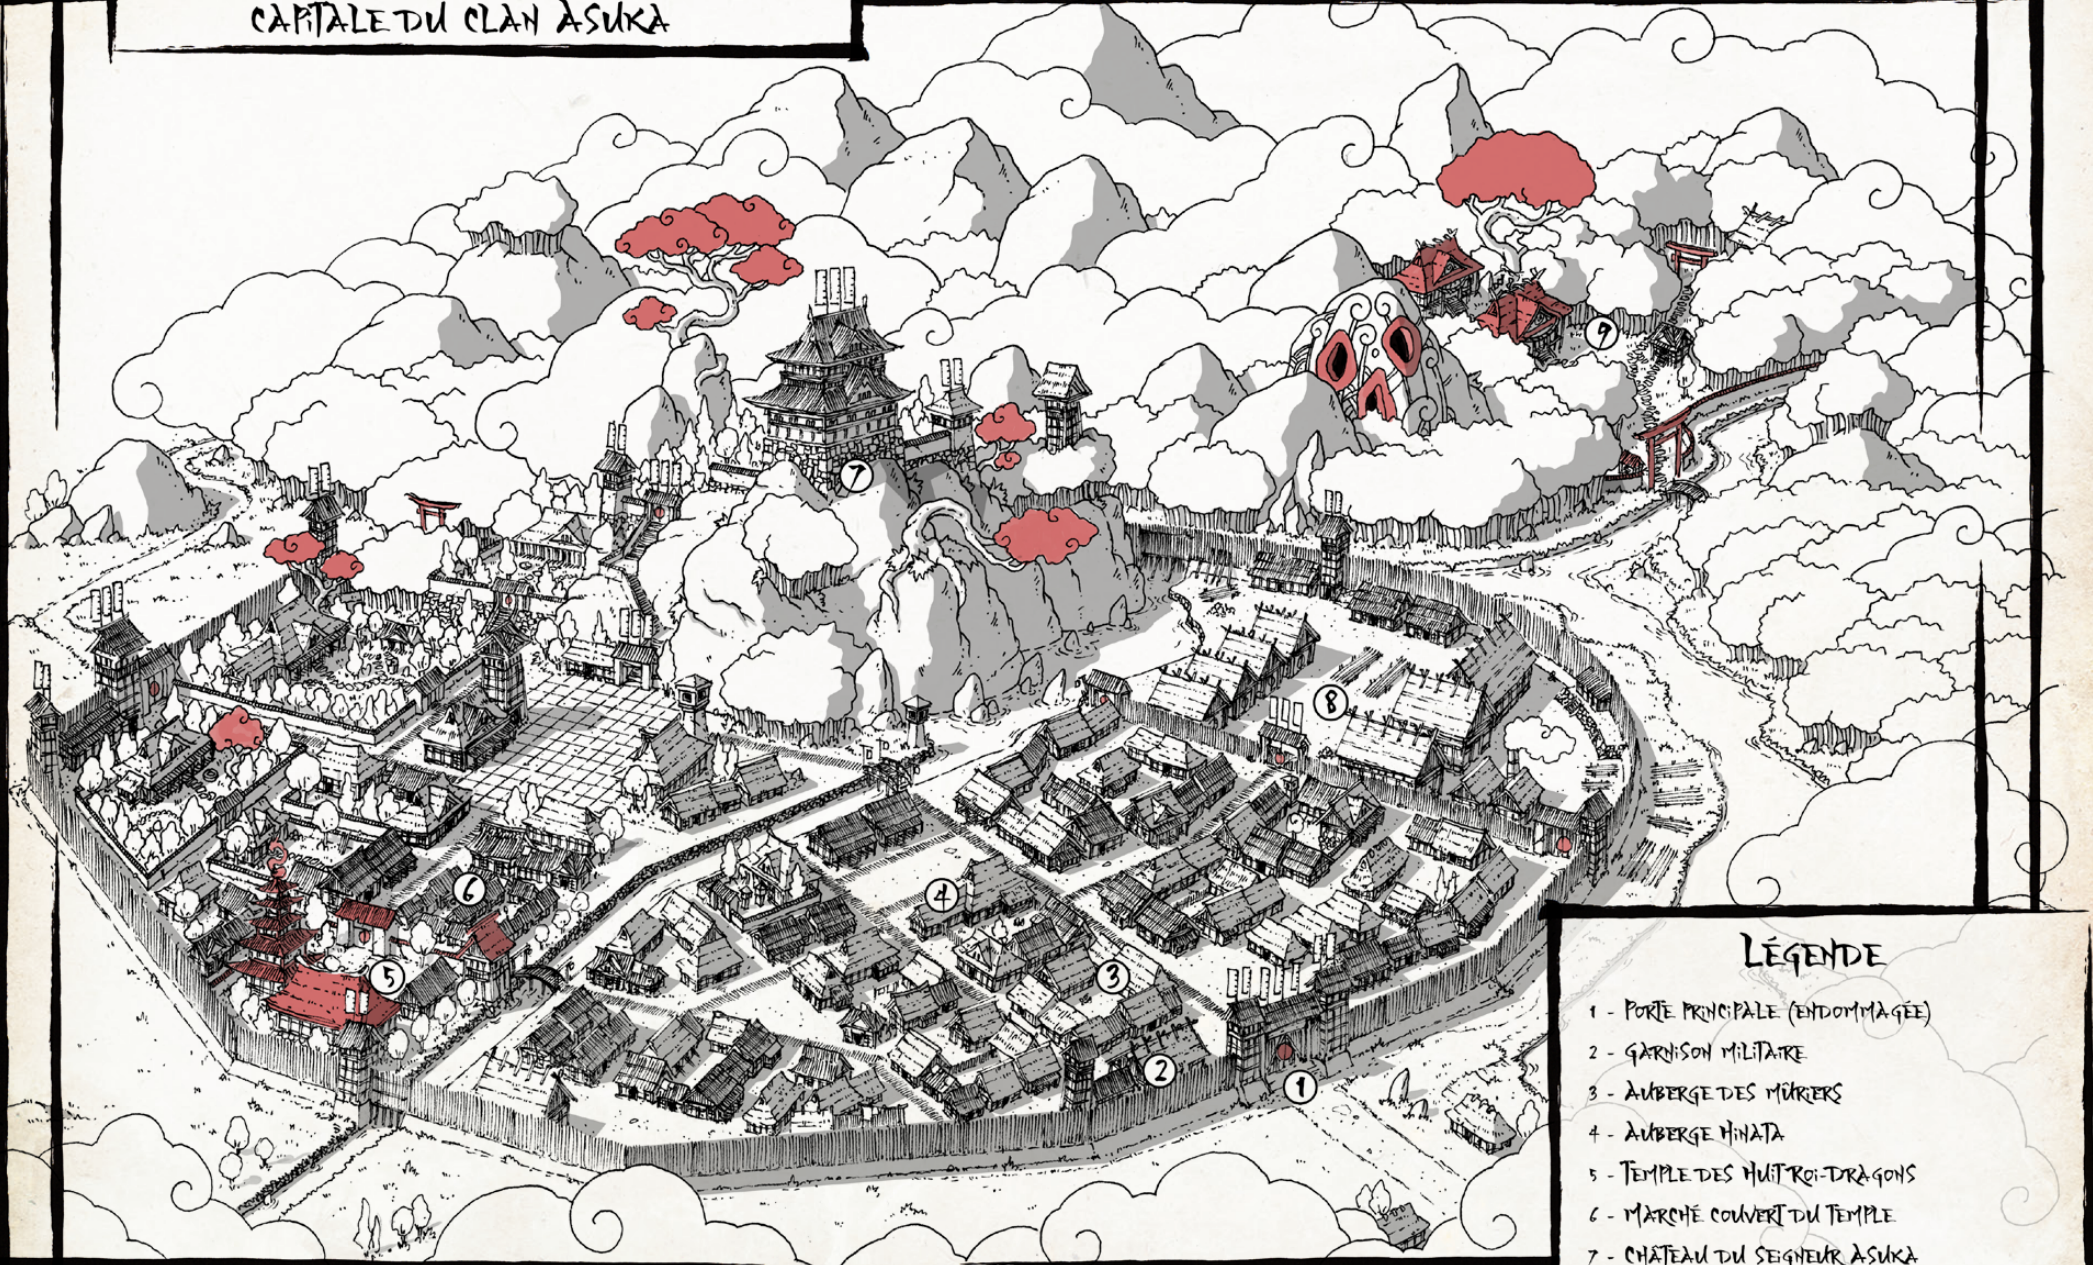 CAPITALE DU CLAN ASUKA
9
7
8
6
4
5
3
2
1
LÉGENDE
1 - PORTE PRINCIPALE (ENDOMMAGÉE)
2 - GARNISON MILITAIRE
3 - AUBERGE DES MÛRIERS
4 - AUBERGE HINATA
5 - TEMPLE DES HUIT ROI-DRAGONS
6 - MARCHÉ COUVERT DU TEMPLE
7 - CHÂTEAU DU SEIGNEUR ASUKA